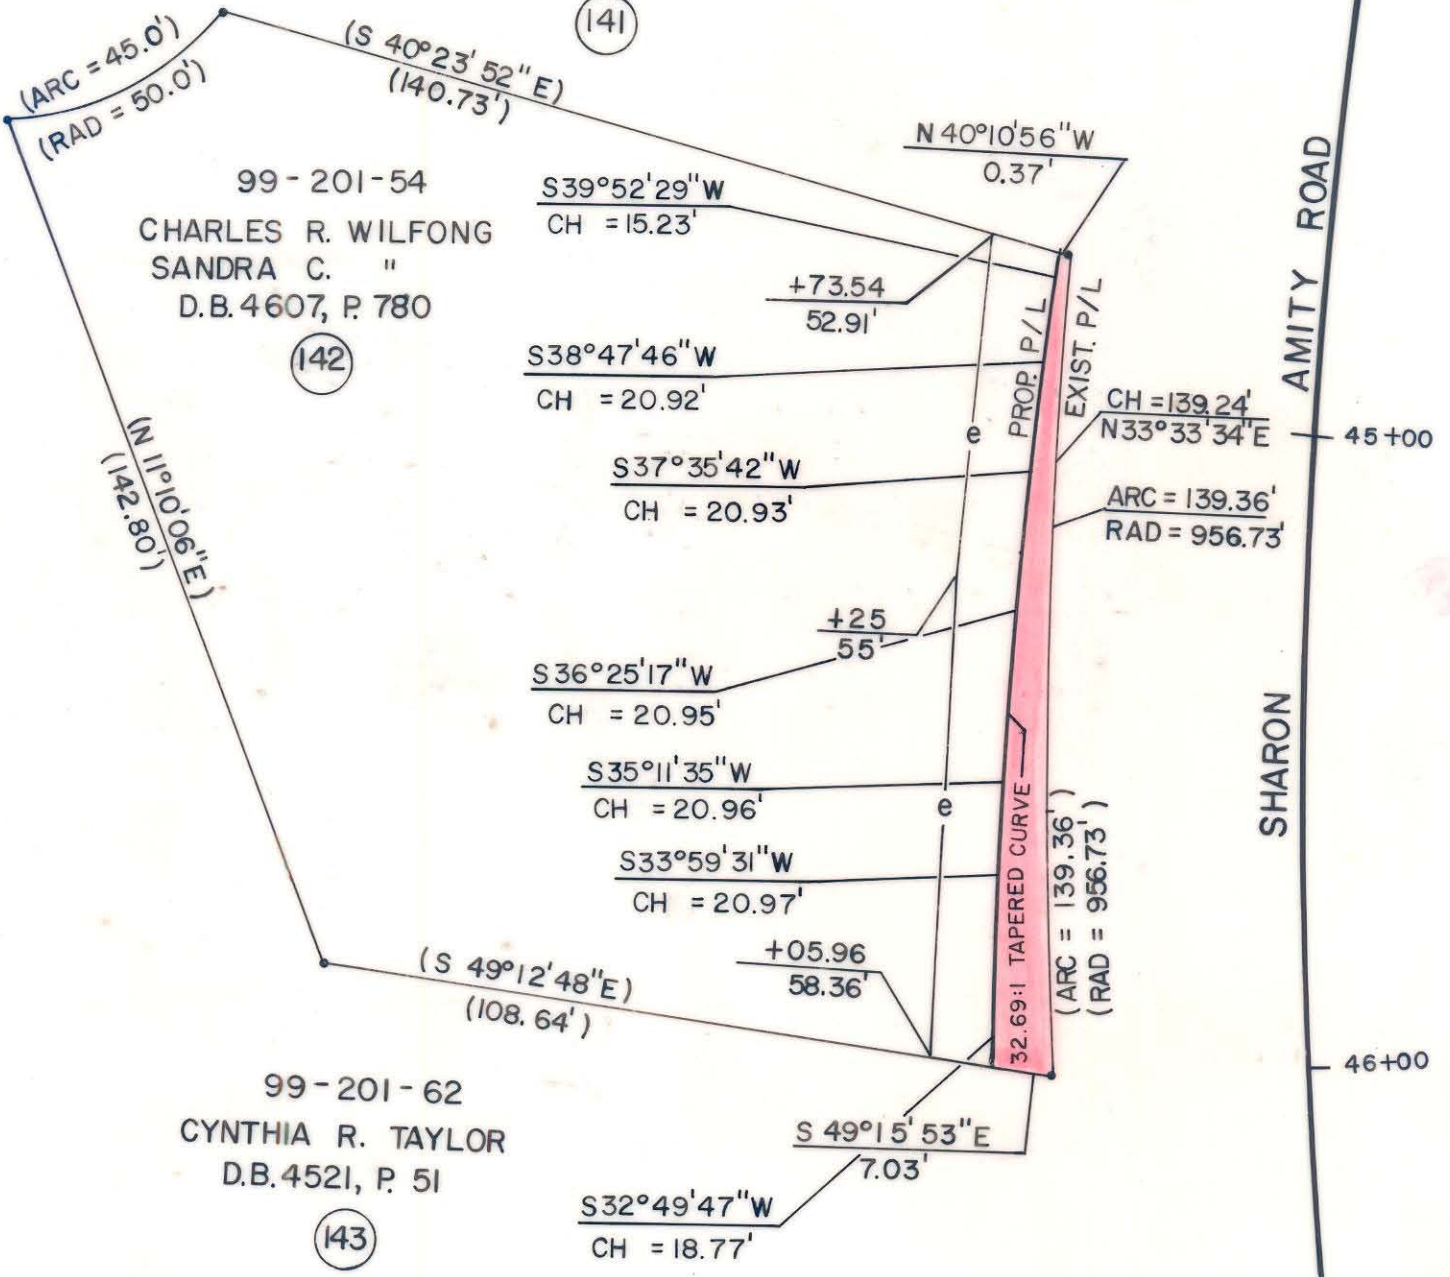 141
(ARC = 45.0')
(RAD = 50.0')
(S 40°23'52"E)
(140.73')
N 40°10'56"W
0.37'
99-201-54
CHARLES R. WILFONG
SANDRA C. "
D.B. 4607, P. 780
142
S39°52'29"W
CH = 15.23'
+73.54
52.91'
S38°47'46"W
CH = 20.92'
PROP. P/L
EXIST. P/L
AMITY ROAD
CH = 139.24'
N33°33'34"E
45+00
e
S37°35'42"W
CH = 20.93'
ARC = 139.36'
RAD = 956.73'
(N 11°10'06"E)
(142.80')
+25
55'
S36°25'17"W
CH = 20.95'
S35°11'35"W
CH = 20.96'
e
SHARON
S33°59'31"W
CH = 20.97'
32.69:1 TAPERED CURVE
(ARC = 139.36')
(RAD = 956.73')
+05.96
58.36'
(S 49°12'48"E)
(108.64')
46+00
99-201-62
CYNTHIA R. TAYLOR
D.B. 4521, P. 51
143
S 49°15'53"E
7.03'
S32°49'47"W
CH = 18.77'